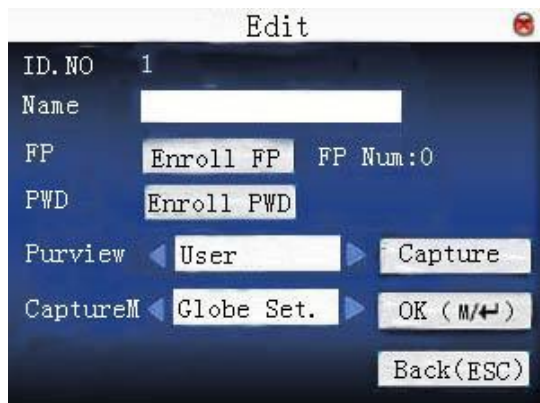 Edit
ID.NO 1
Name
FP Enroll FP FP Num:0
PWD Enroll PWD
Purview User Capture
CaptureM Globe Set. OK (M/↵)
Back(ESC)